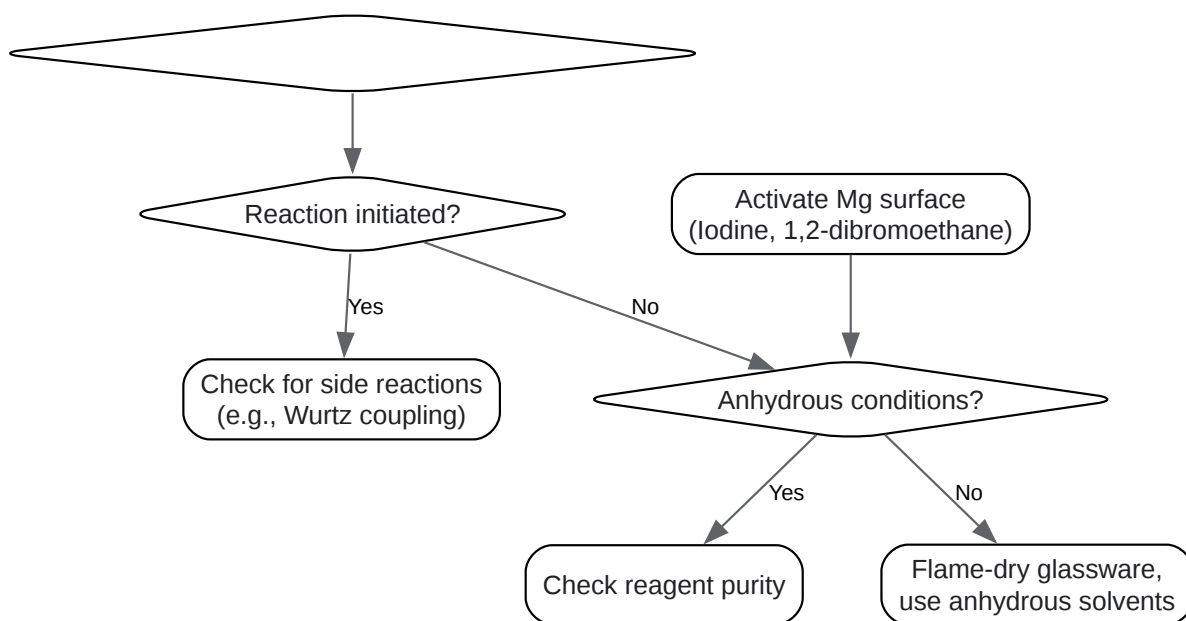 Reaction initiated?
Activate Mg surface
(Iodine, 1,2-dibromoethane)
Yes
No
Check for side reactions
(e.g., Wurtz coupling)
Anhydrous conditions?
Yes
No
Check reagent purity
Flame-dry glassware,
use anhydrous solvents